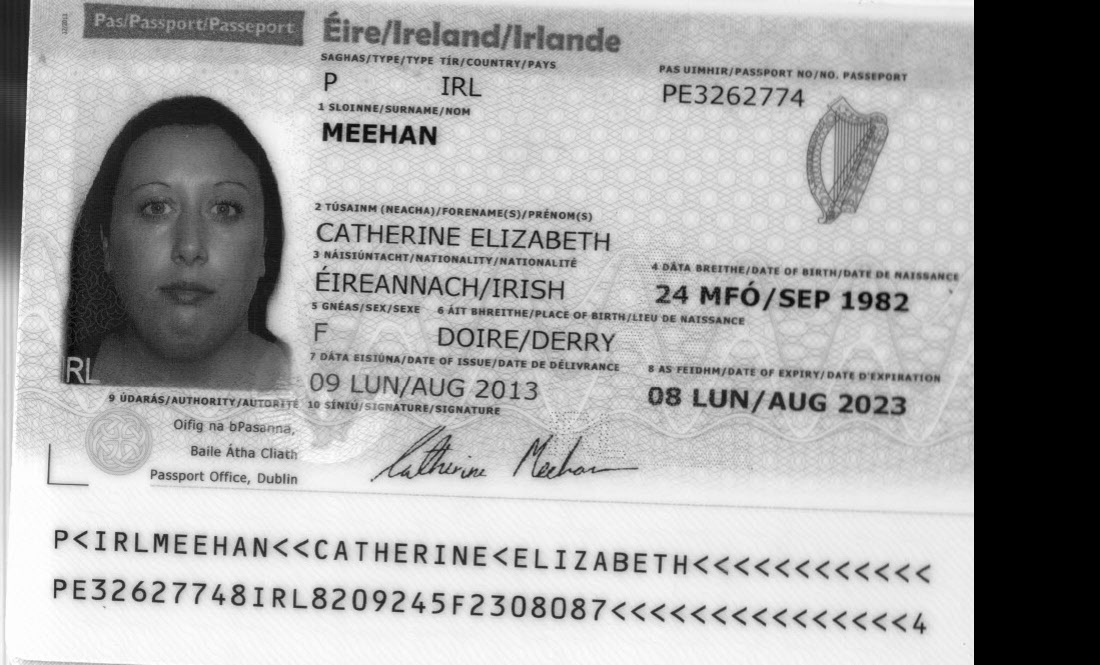 Pas/Passport/Passeport
Éire/Ireland/Irlande
SAGHAS/TYPE/TYPE TÍR/COUNTRY/PAYS
PAS UIMHIR/PASSPORT NO/NO. PASSEPORT
P IRL
PE3262774
1 SLOINNE/SURNAME/NOM
MEEHAN
2 TÚSAINM (NEACHA)/FORENAME(S)/PRÉNOM(S)
CATHERINE ELIZABETH
3 NÁISIÚNTACHT/NATIONALITY/NATIONALITÉ
4 DÁTA BREITHE/DATE OF BIRTH/DATE DE NAISSANCE
ÉIREANNACH/IRISH
24 MFÓ/SEP 1982
5 GNÉAS/SEX/SEXE 6 ÁIT BHREITHE/PLACE OF BIRTH/LIEU DE NAISSANCE
F DOIRE/DERRY
7 DÁTA EISIÚNA/DATE OF ISSUE/DATE DE DÉLIVRANCE
8 AS FEIDHM/DATE OF EXPIRY/DATE D'EXPIRATION
09 LUN/AUG 2013
08 LUN/AUG 2023
IRL
9 ÚDARÁS/AUTHORITY/AUTORITÉ
10 SÍNIÚ/SIGNATURE/SIGNATURE
Oifig na bPasanna,
Baile Átha Cliath
Passport Office, Dublin
Catherine Meehan
P<IRLMEEHAN<<CATHERINE<ELIZABETH<<<<<<<<<<<<
PE32627748IRL8209245F2308087<<<<<<<<<<<<<<<4